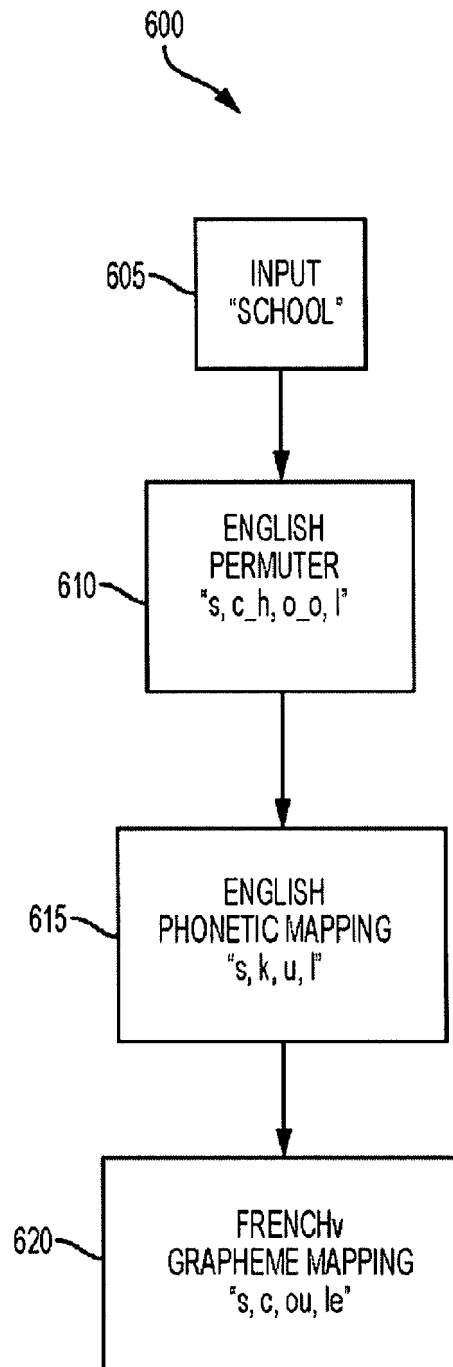 600
605
INPUT
"SCHOOL"
610
ENGLISH
PERMUTER
"s, c_h, o_o, l"
615
ENGLISH
PHONETIC MAPPING
"s, k, u, l"
620
FRENCHv
GRAPHEME MAPPING
"s, c, ou, le"